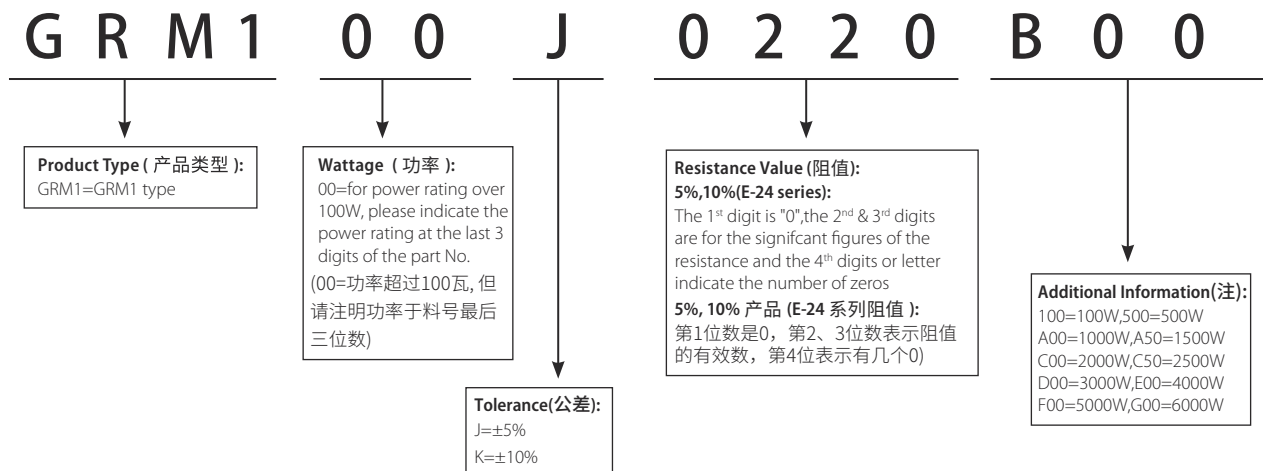 G R M 1 0 0 J 0 2 2 0 B 0 0
Product Type ( 产品类型 ):
GRM1=GRM1 type
Wattage ( 功率 ):
00=for power rating over
100W, please indicate the
power rating at the last 3
digits of the part No.
(00=功率超过100瓦, 但
请注明功率于料号最后
三位数)
Tolerance(公差):
J=±5%
K=±10%
Resistance Value (阻值):
5%,10%(E-24 series):
The 1st digit is "0",the 2nd & 3rd digits
are for the signifcant figures of the
resistance and the 4th digits or letter
indicate the number of zeros
5%, 10% 产品 (E-24 系列阻值 ):
第1位数是0，第2、3位数表示阻值
的有效数，第4位表示有几个0)
Additional Information(注):
100=100W,500=500W
A00=1000W,A50=1500W
C00=2000W,C50=2500W
D00=3000W,E00=4000W
F00=5000W,G00=6000W